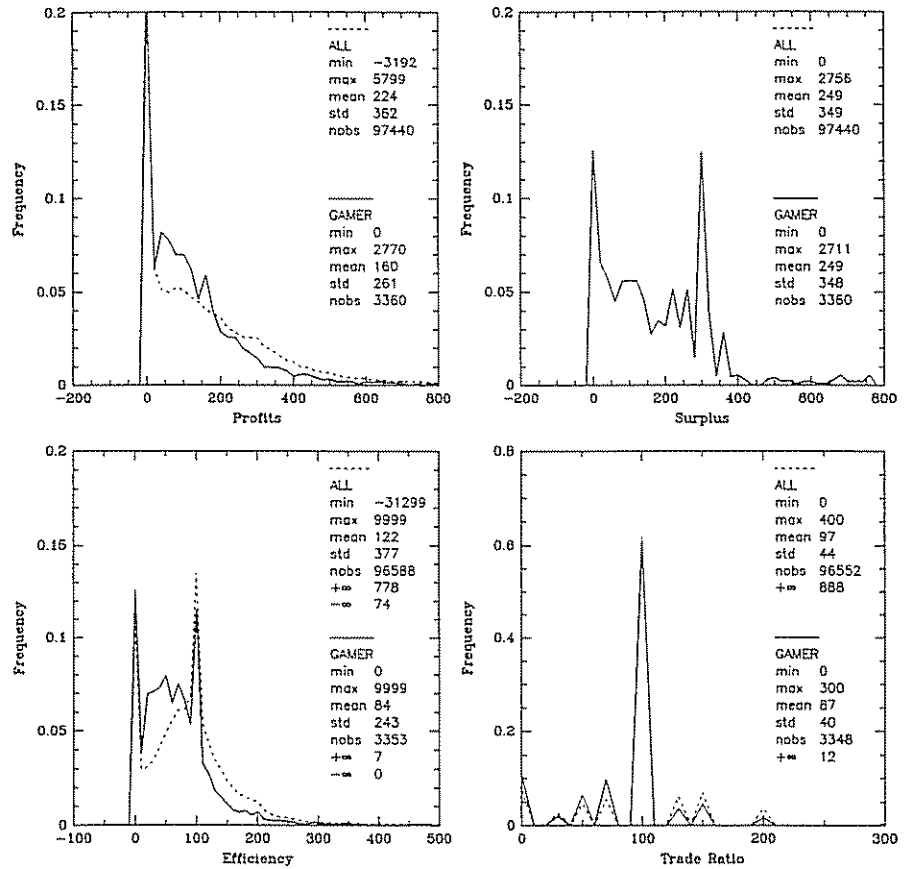 0.2
0.15
0.1
0.05
0
Frequency
ALL
min -3192
max 5799
mean 224
std 362
nobs 97440
GAMER
min 0
max 2770
mean 160
std 261
nobs 3360
-200 0 200 400 600 800
Profits
0.2
0.15
0.1
0.05
0
Frequency
ALL
min 0
max 2756
mean 249
std 349
nobs 97440
GAMER
min 0
max 2711
mean 249
std 348
nobs 3360
-200 0 200 400 600 800
Surplus
0.2
0.15
0.1
0.05
0
Frequency
ALL
min -31299
max 9999
mean 122
std 377
nobs 96588
+∞ 778
-∞ 74
GAMER
min 0
max 9999
mean 84
std 243
nobs 3353
+∞ 7
-∞ 0
-100 0 100 200 300 400 500
Efficiency
0.8
0.6
0.4
0.2
0
Frequency
ALL
min 0
max 400
mean 97
std 44
nobs 96552
+∞ 888
GAMER
min 0
max 300
mean 87
std 40
nobs 3348
+∞ 12
0 100 200 300
Trade Ratio